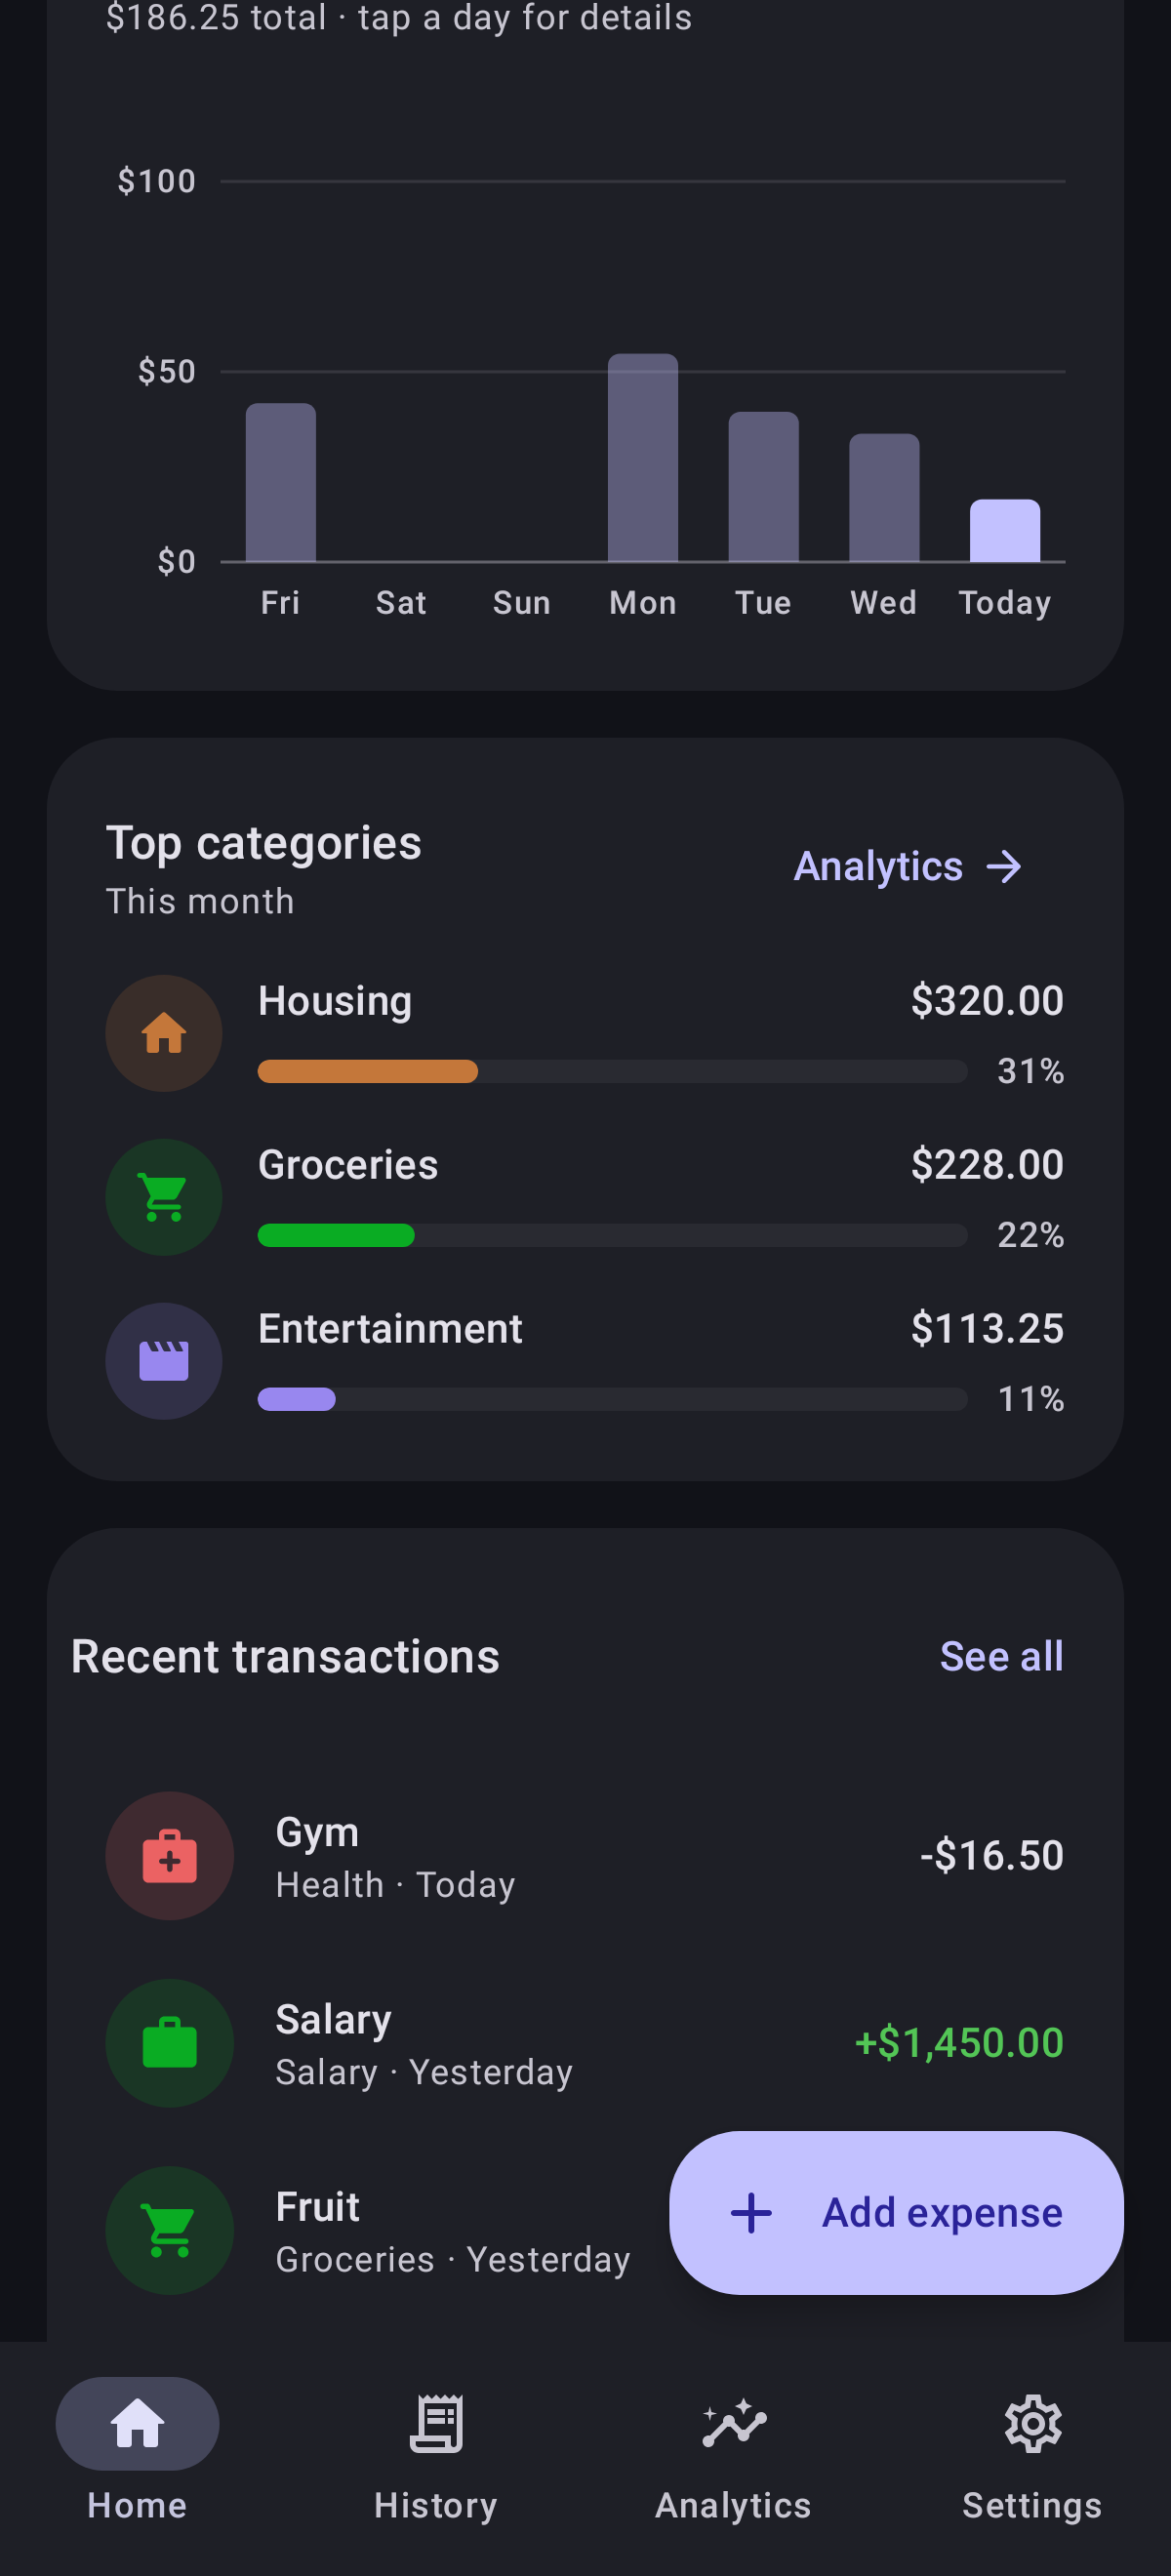 $186.25 total · tap a day for details
$100
$50
$0
Fri Sat Sun Mon Tue Wed Today
Top categories
This month
Analytics
Housing $320.00
31%
Groceries $228.00
22%
Entertainment $113.25
11%
Recent transactions See all
Gym
Health · Today
-$16.50
Salary
Salary · Yesterday
+$1,450.00
Fruit
Groceries · Yesterday
Add expense
Home History Analytics Settings